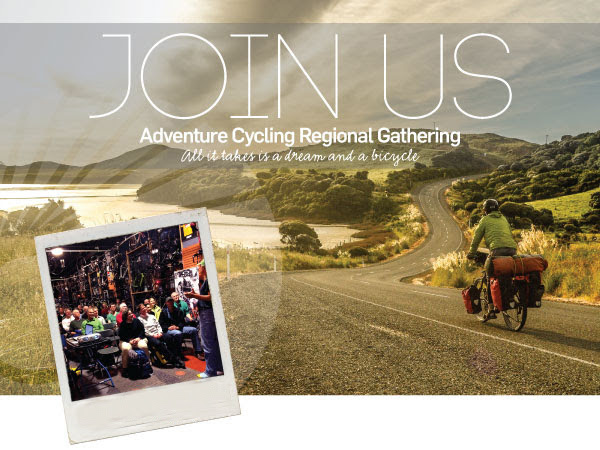 JOIN US
Adventure Cycling Regional Gathering
All it takes is a dream and a bicycle